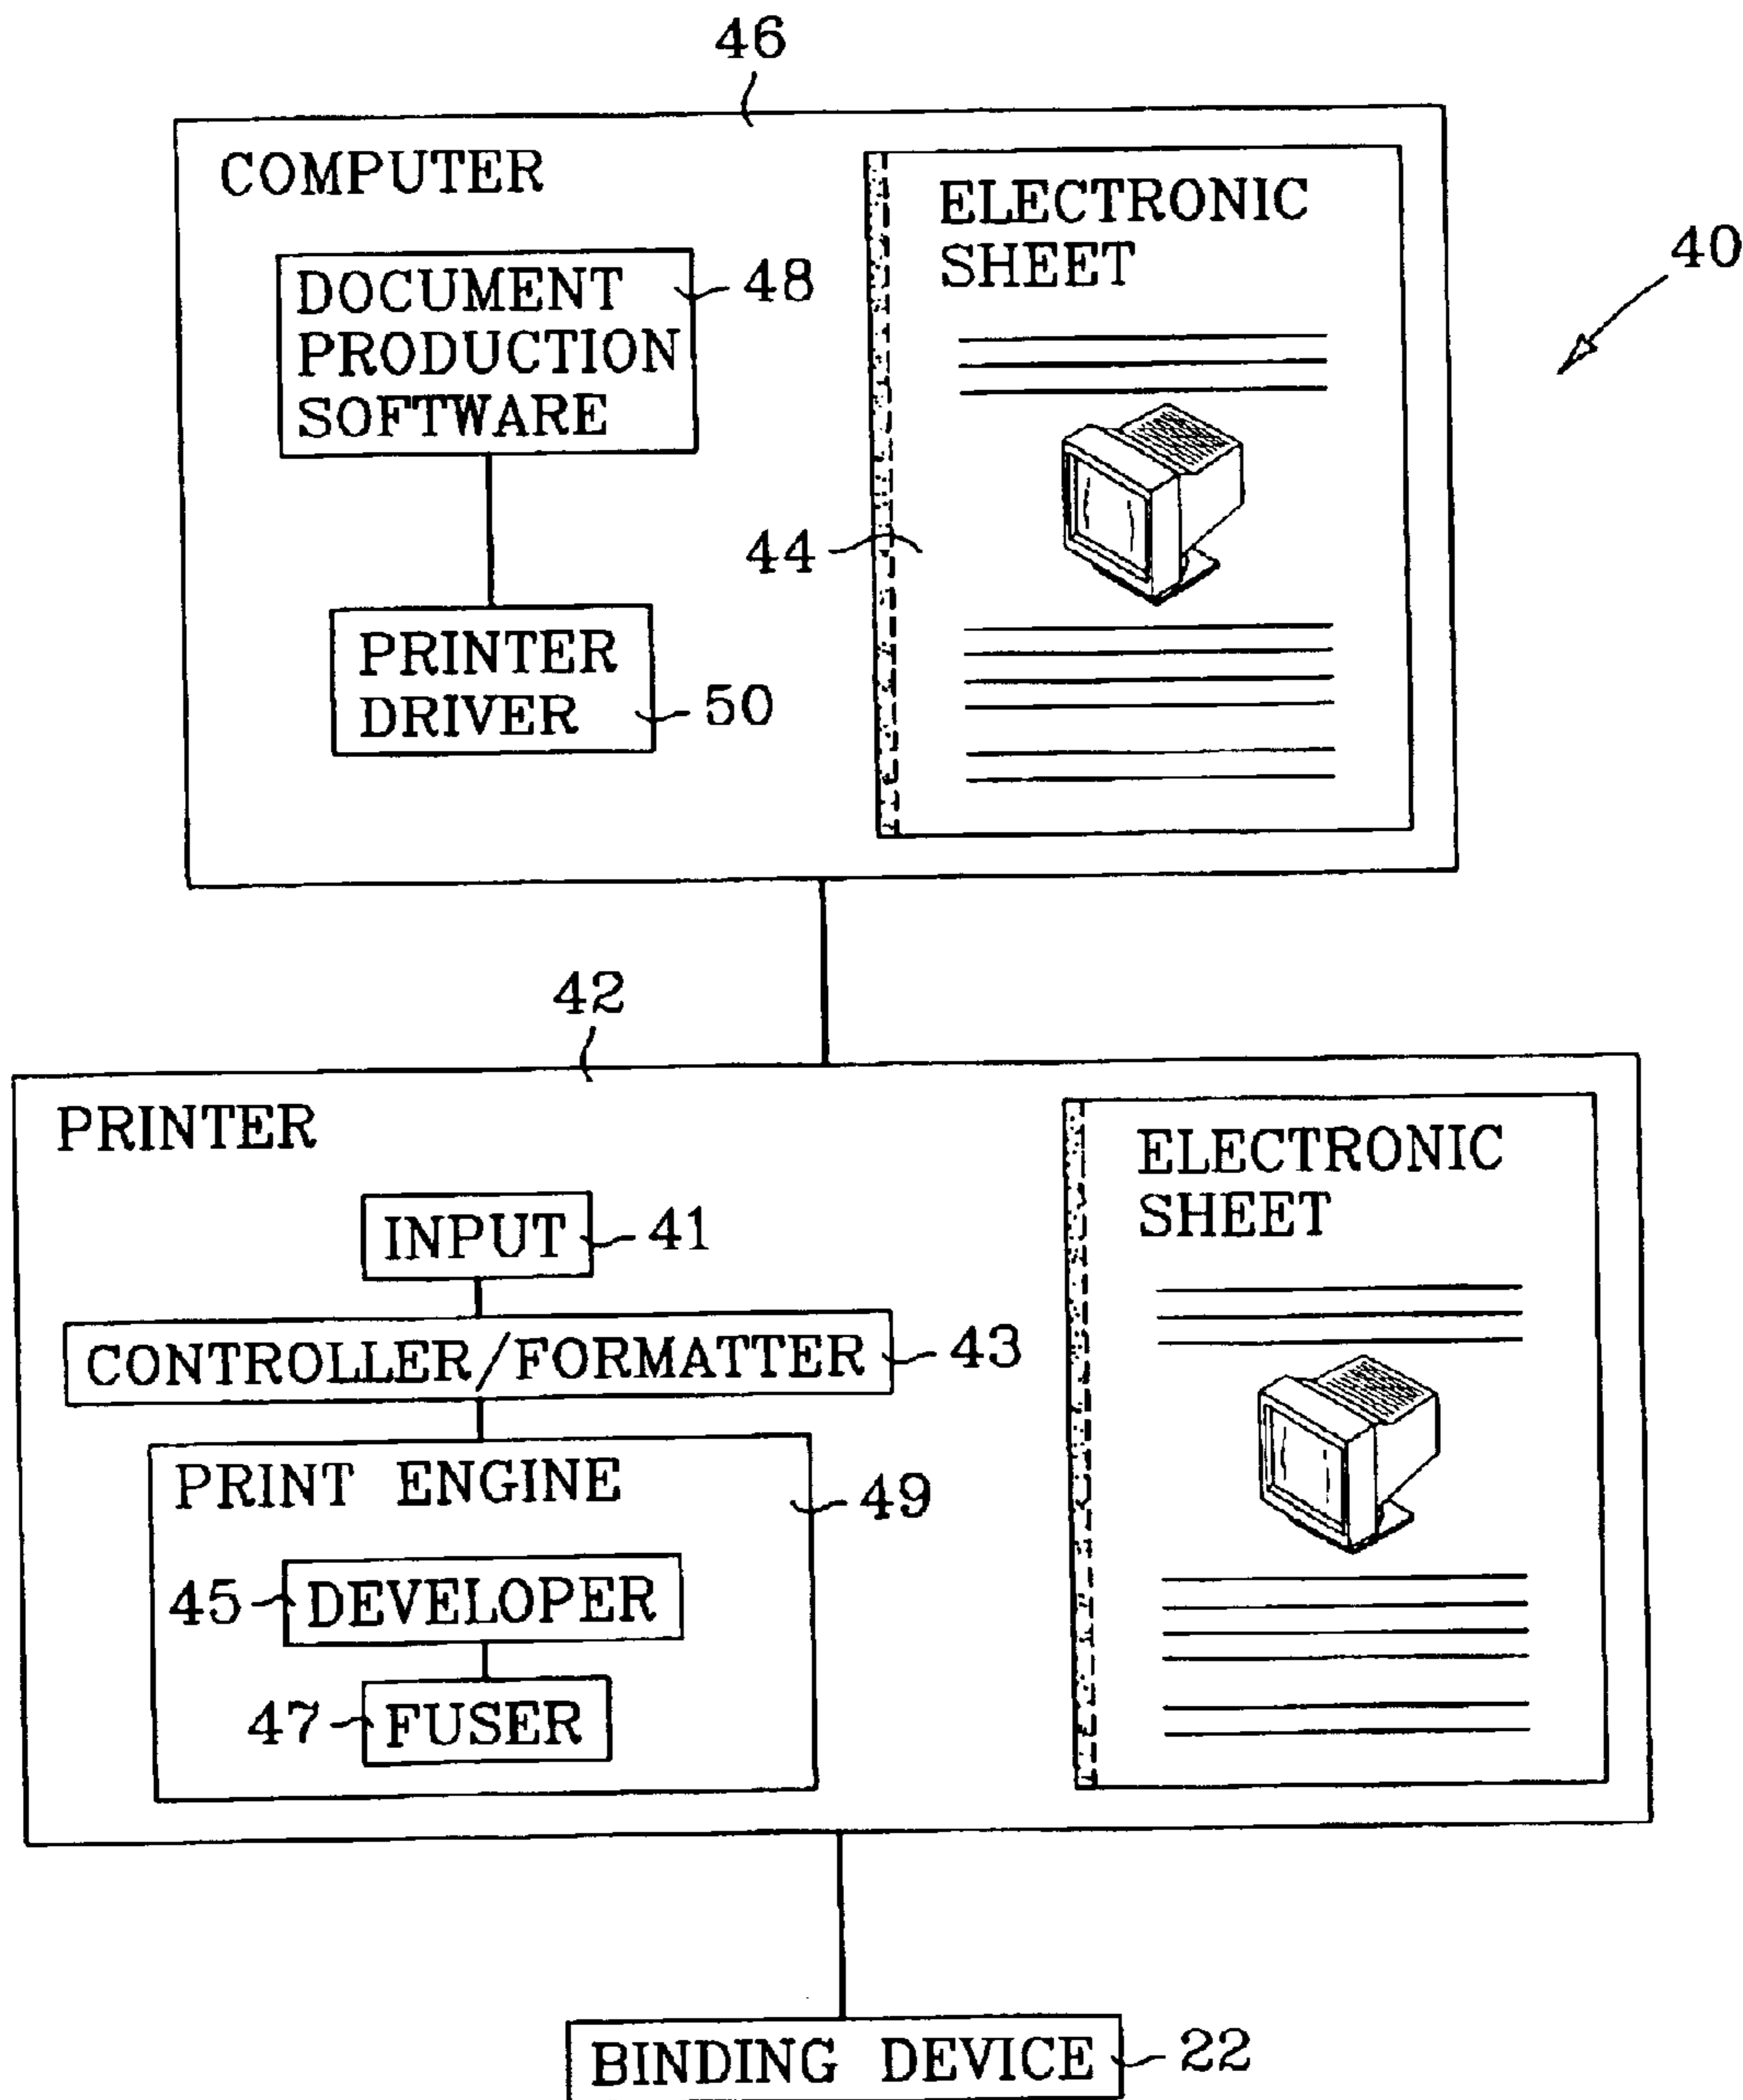 46
COMPUTER
ELECTRONIC
SHEET
40
DOCUMENT
PRODUCTION
SOFTWARE
48
44
PRINTER
DRIVER
50
42
PRINTER
ELECTRONIC
SHEET
INPUT
41
CONTROLLER/FORMATTER
43
PRINT ENGINE
49
45
DEVELOPER
47
FUSER
BINDING DEVICE
22